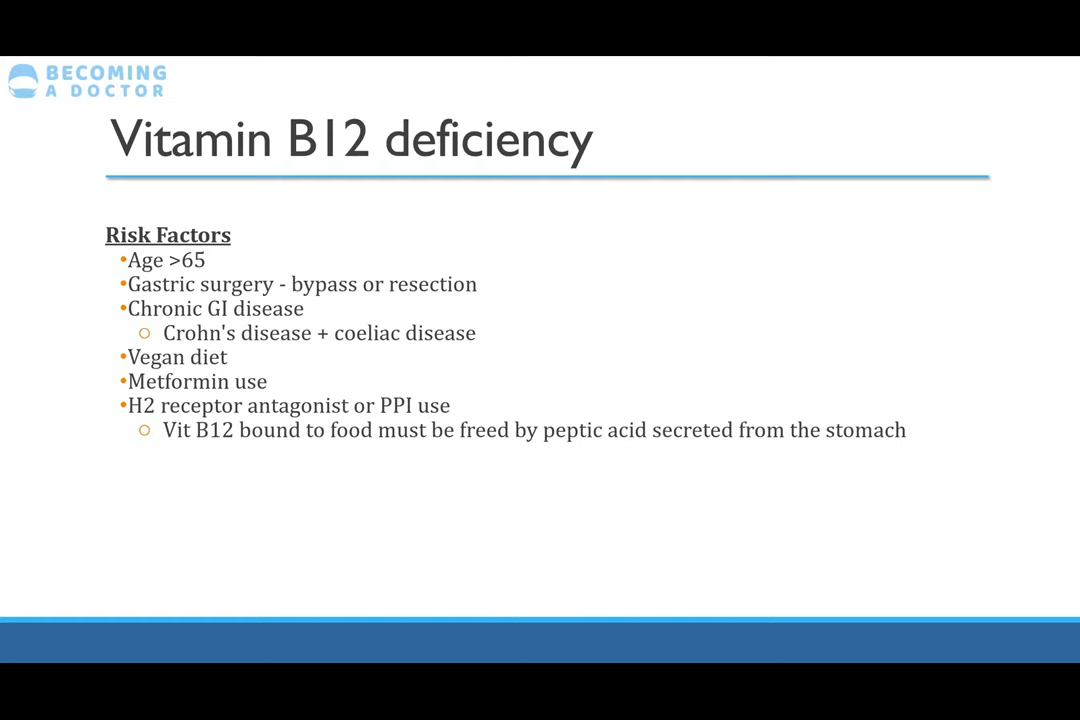 BECOMING
A DOCTOR
Vitamin B12 deficiency
Risk Factors
•Age >65
•Gastric surgery - bypass or resection
•Chronic GI disease
○ Crohn's disease + coeliac disease
•Vegan diet
•Metformin use
•H2 receptor antagonist or PPI use
○ Vit B12 bound to food must be freed by peptic acid secreted from the stomach